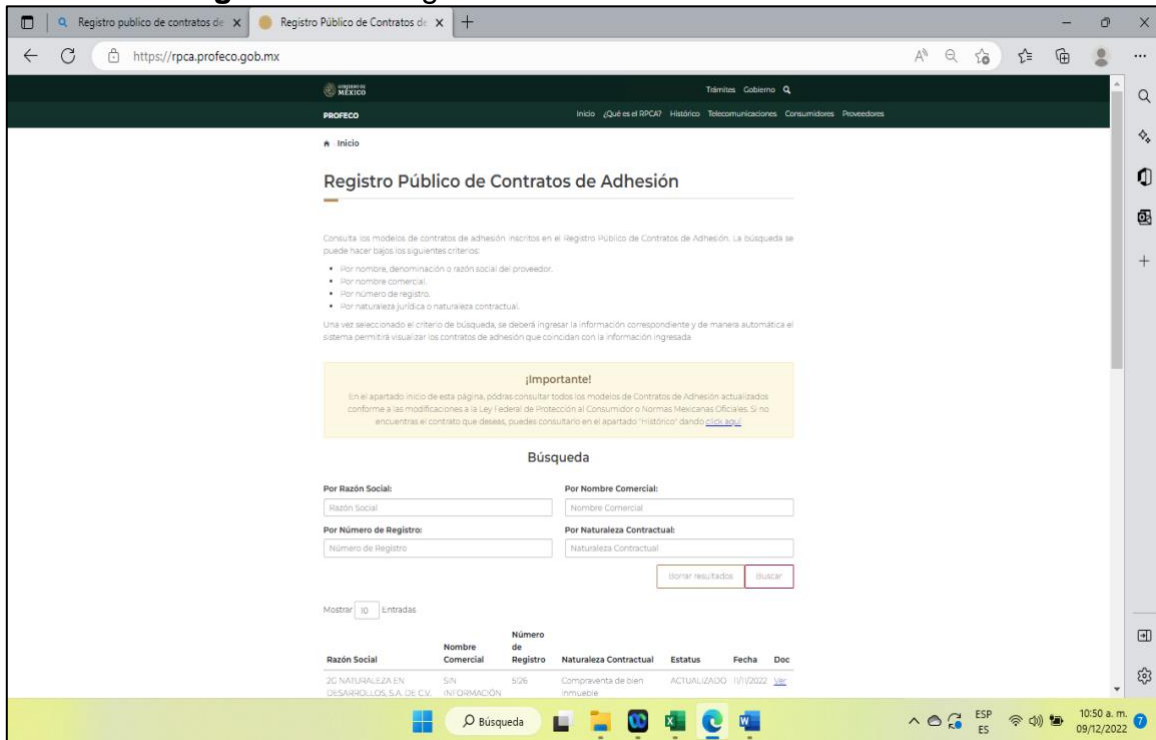 Registro publico de contratos de
Registro Público de Contratos de
https://rpca.profeco.gob.mx
GOBIERNO DE
MÉXICO
Trámites Gobierno
PROFECO
Inicio ¿Qué es el RPCA? Histórico Telecomunicaciones Consumidores Proveedores
Inicio
Registro Público de Contratos de Adhesión
Consulta los modelos de contratos de adhesión inscritos en el Registro Público de Contratos de Adhesión. La búsqueda se
puede hacer bajos los siguientes criterios:
Por nombre, denominación o razón social del proveedor.
Por nombre comercial.
Por número de registro.
Por naturaleza jurídica o naturaleza contractual.
Una vez seleccionado el criterio de búsqueda, se deberá ingresar la información correspondiente y de manera automática el
sistema permitirá visualizar los contratos de adhesión que coincidan con la información ingresada
¡Importante!
En el apartado inicio de esta página, pódras consultar todos los modelos de Contratos de Adhesión actualizados
conforme a las modificaciones a la Ley Federal de Protección al Consumidor o Normas Mexicanas Oficiales. Si no
encuentras el contrato que deseas, puedes consultarlo en el apartado "Histórico" dando click aquí
Búsqueda
Por Razón Social: Por Nombre Comercial:
Razón Social Nombre Comercial
Por Número de Registro: Por Naturaleza Contractual:
Número de Registro Naturaleza Contractual
Borrar resultados Buscar
Mostrar 10 Entradas
Razón Social Nombre Comercial Número de Registro Naturaleza Contractual Estatus Fecha Doc
2G NATURALEZA EN SIN 5126 Compraventa de bien ACTUALIZADO 11/11/2022 Ver
DESARROLLOS, S.A. DE C.V. INFORMACIÓN inmueble
Búsqueda
ESP
ES
10:50 a. m.
09/12/2022
7